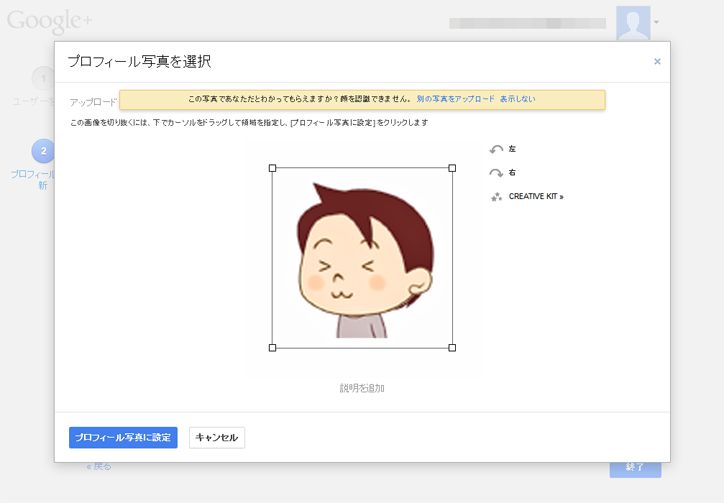 Google+
プロフィール写真を選択
×
1
ユーザーを
アップロード
この写真であなただとわかってもらえますか？顔を認識できません。 別の写真をアップロード 表示しない
この画像を切り抜くには、下でカーソルをドラッグして領域を指定し、[プロフィール写真に設定] をクリックします
2
プロフィール
新
左
右
CREATIVE KIT »
説明を追加
プロフィール写真に設定
キャンセル
« 戻る
終了